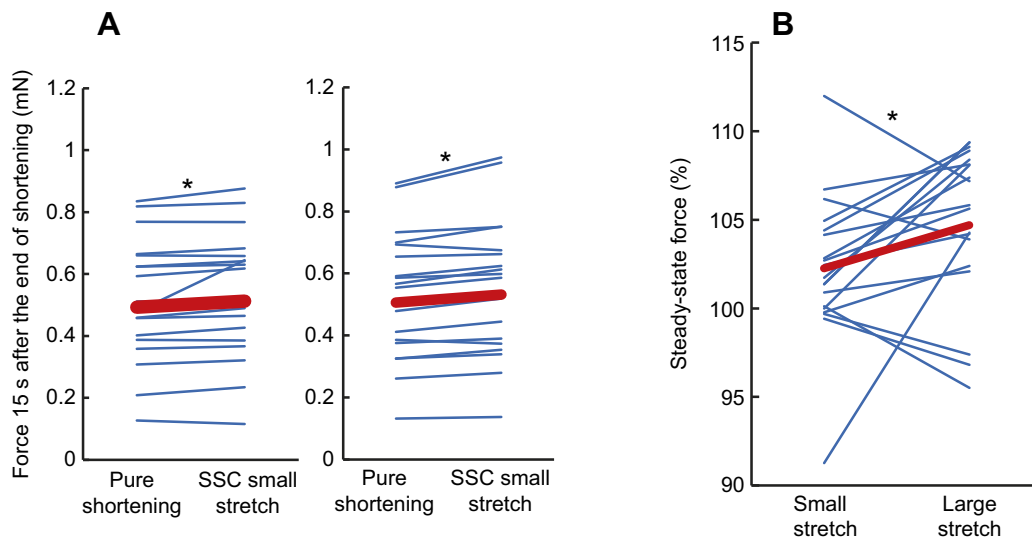 A
B
Force 15 s after the end of shortening (mN)
1.2
1
0.8
0.6
0.4
0.2
0
*
Pure
shortening
SSC small
stretch
1.2
1
0.8
0.6
0.4
0.2
0
*
Pure
shortening
SSC small
stretch
Steady-state force (%)
115
110
105
100
95
90
*
Small
stretch
Large
stretch